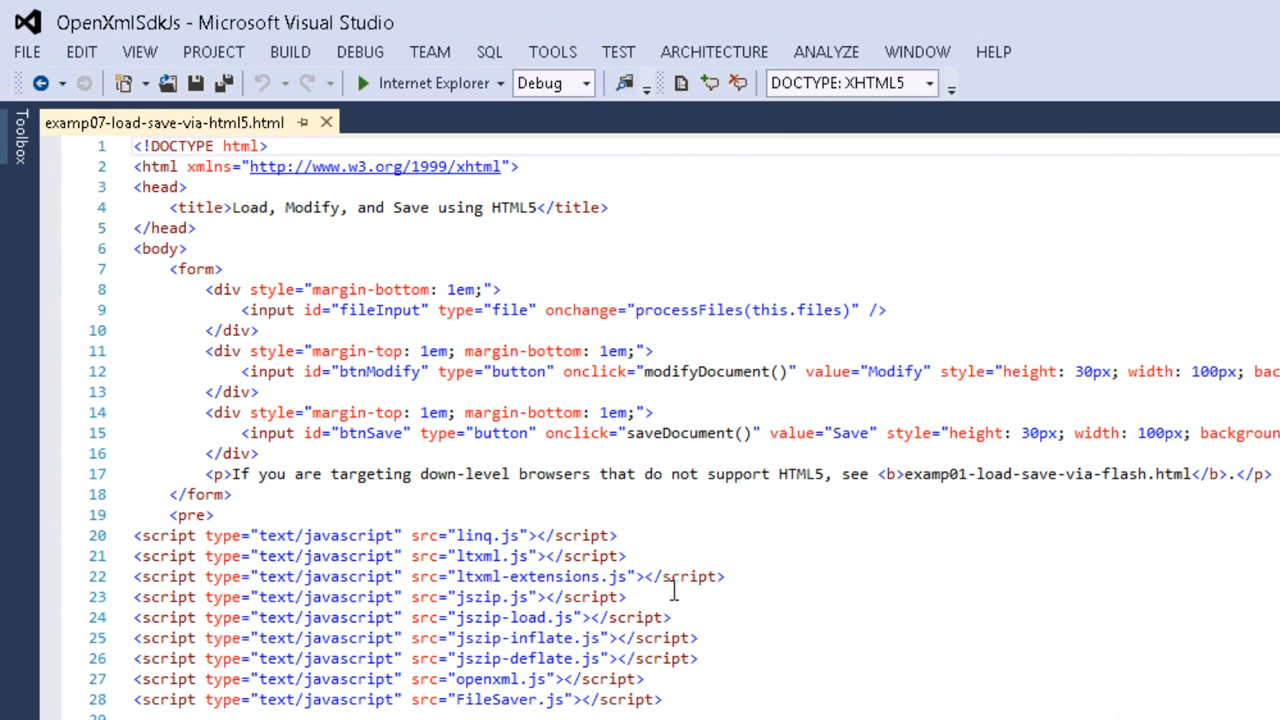 OpenXmlSdkJs - Microsoft Visual Studio
FILE EDIT VIEW PROJECT BUILD DEBUG TEAM SQL TOOLS TEST ARCHITECTURE ANALYZE WINDOW HELP
Internet Explorer Debug DOCTYPE: XHTML5
Toolbox
examp07-load-save-via-html5.html
1 <!DOCTYPE html>
2 <html xmlns="http://www.w3.org/1999/xhtml">
3 <head>
4 <title>Load, Modify, and Save using HTML5</title>
5 </head>
6 <body>
7 <form>
8 <div style="margin-bottom: 1em;">
9 <input id="fileInput" type="file" onchange="processFiles(this.files)" />
10 </div>
11 <div style="margin-top: 1em; margin-bottom: 1em;">
12 <input id="btnModify" type="button" onclick="modifyDocument()" value="Modify" style="height: 30px; width: 100px; bac
13 </div>
14 <div style="margin-top: 1em; margin-bottom: 1em;">
15 <input id="btnSave" type="button" onclick="saveDocument()" value="Save" style="height: 30px; width: 100px; backgroun
16 </div>
17 <p>If you are targeting down-level browsers that do not support HTML5, see <b>examp01-load-save-via-flash.html</b>.</p>
18 </form>
19 <pre>
20 <script type="text/javascript" src="linq.js"></script>
21 <script type="text/javascript" src="ltxml.js"></script>
22 <script type="text/javascript" src="ltxml-extensions.js"></script>
23 <script type="text/javascript" src="jszip.js"></script>
24 <script type="text/javascript" src="jszip-load.js"></script>
25 <script type="text/javascript" src="jszip-inflate.js"></script>
26 <script type="text/javascript" src="jszip-deflate.js"></script>
27 <script type="text/javascript" src="openxml.js"></script>
28 <script type="text/javascript" src="FileSaver.js"></script>
29